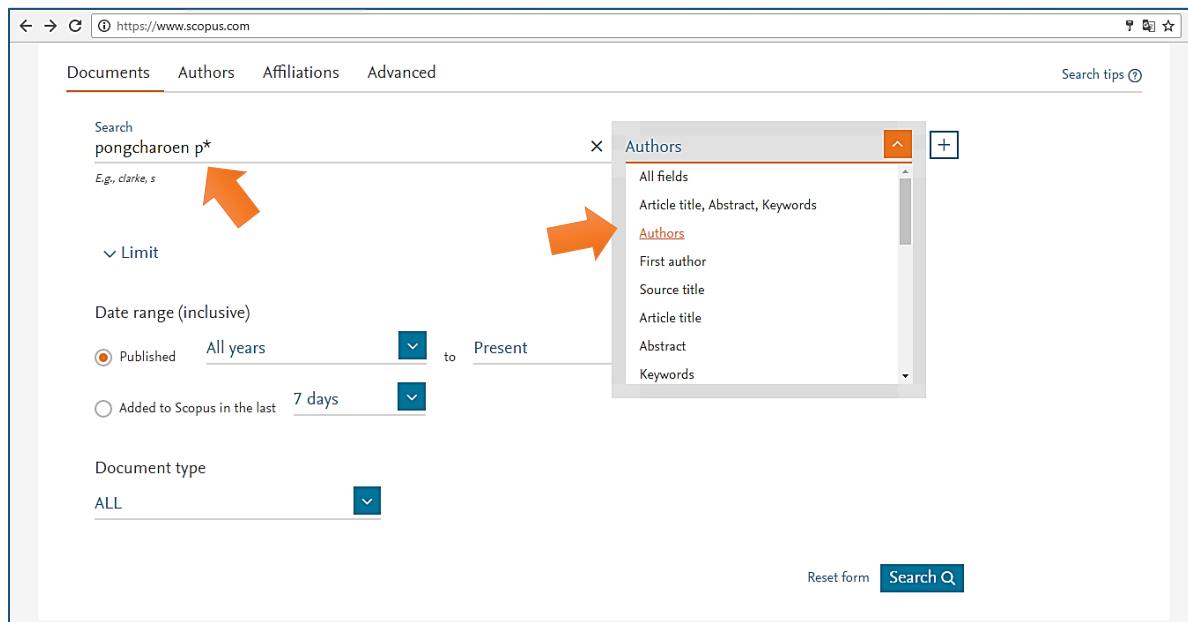 https://www.scopus.com
Documents Authors Affiliations Advanced
Search tips ?
Search
pongcharoen p*
E.g., clarke, s
Authors
All fields
Article title, Abstract, Keywords
Authors
First author
Source title
Article title
Abstract
Keywords
Limit
Date range (inclusive)
Published All years to Present
Added to Scopus in the last 7 days
Document type
ALL
Reset form Search